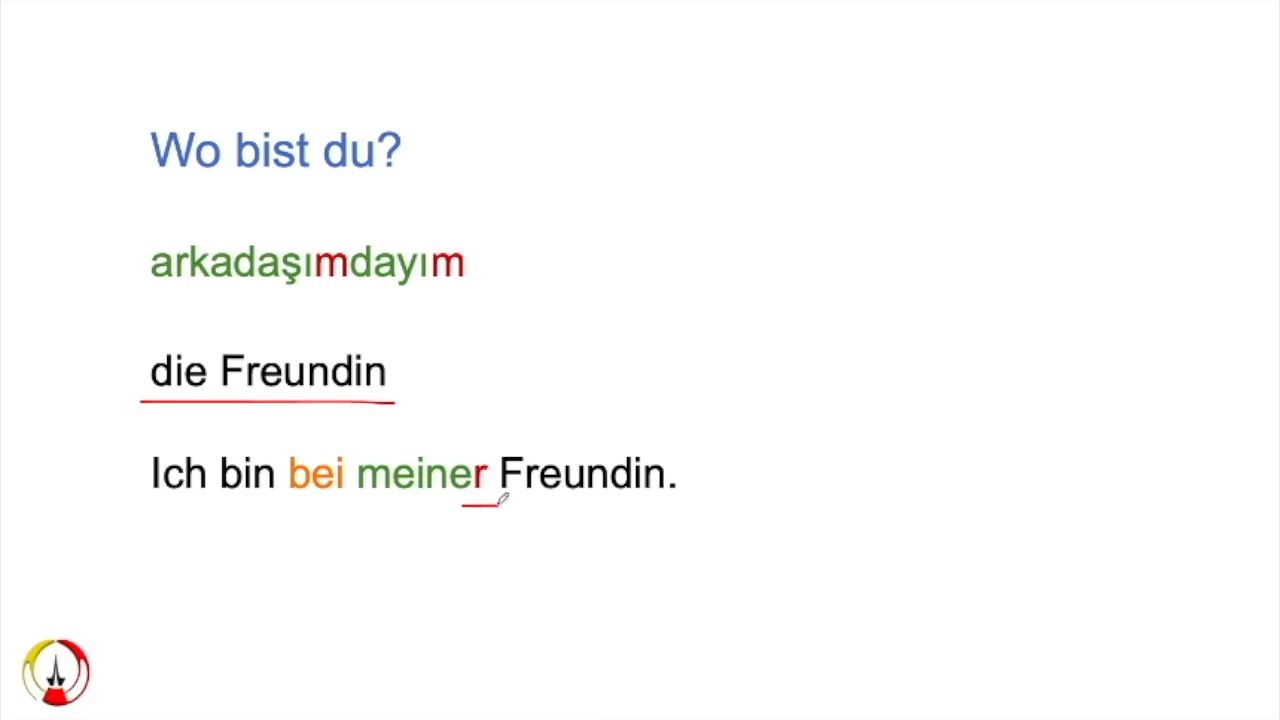 Wo bist du?
arkadaşımdayım
die Freundin
Ich bin bei meiner Freundin.